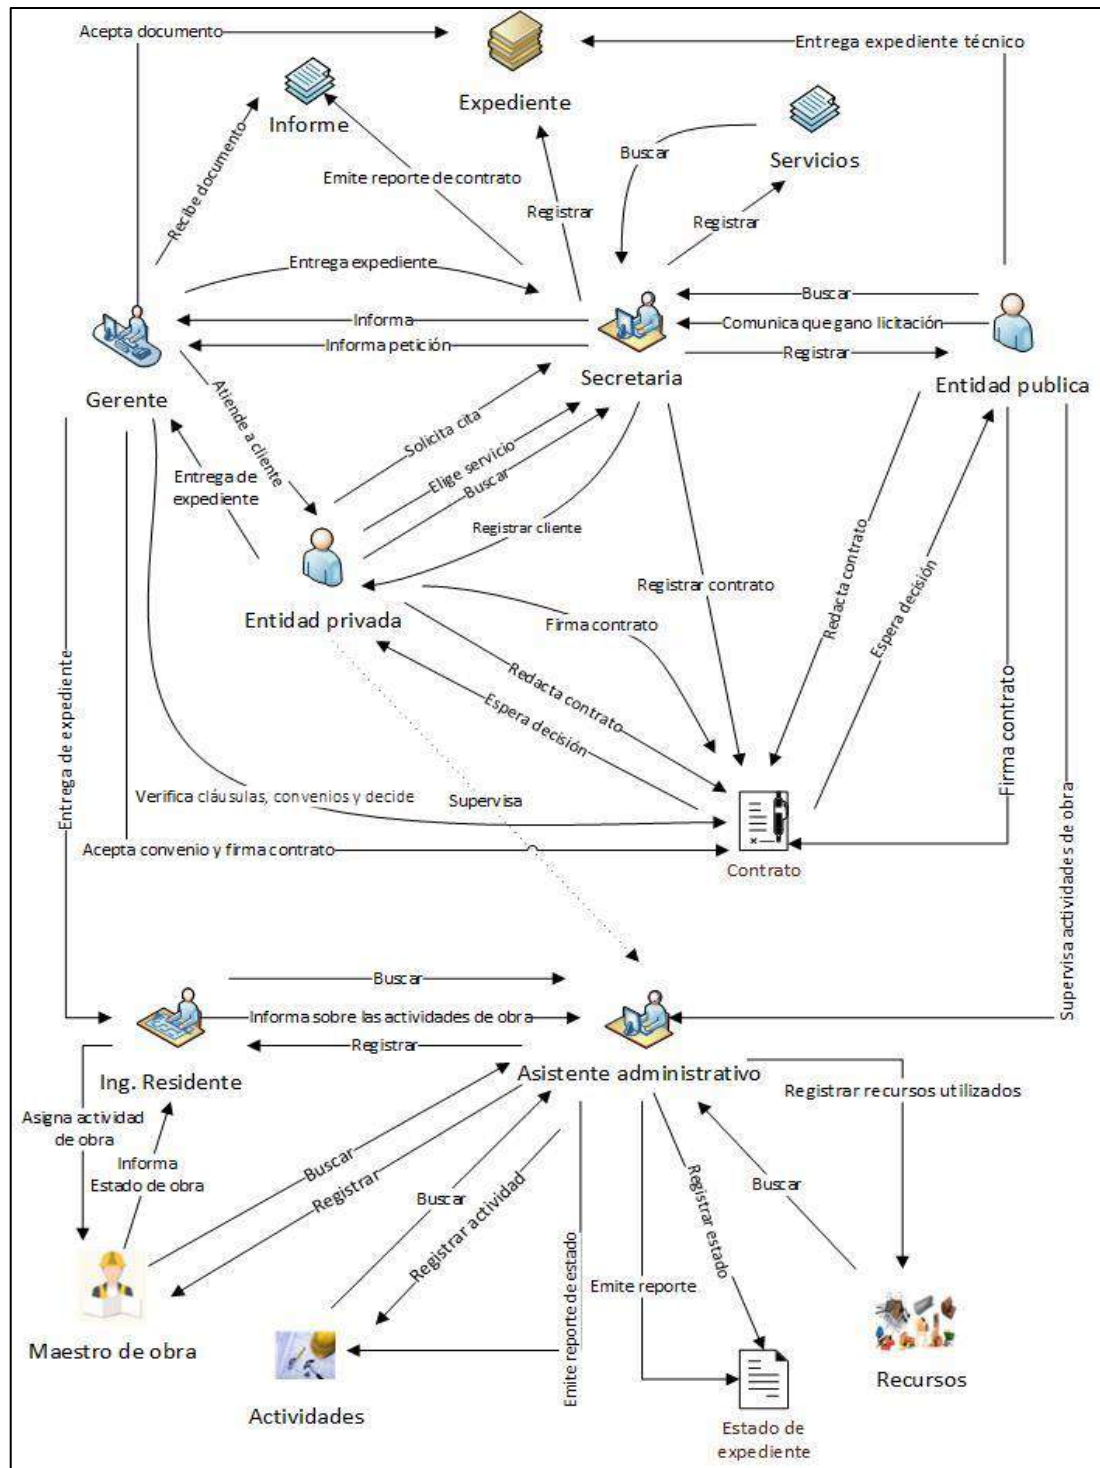 Acepta documento
Entrega expediente técnico
Expediente
Informe
Servicios
Buscar
Recibe documento
Emite reporte de contrato
Registrar
Registrar
Entrega expediente
Buscar
Informa
Comunica que gano licitación
Informa petición
Registrar
Secretaria
Entidad publica
Gerente
Atiende a cliente
Solicita cita
Elige servicio
Buscar
Entrega de
expediente
Registrar cliente
Registrar contrato
Redacta contrato
Espera decisión
Entidad privada
Firma contrato
Redacta contrato
Espera decisión
Firma contrato
Entrega de expediente
Verifica cláusulas, convenios y decide
Supervisa
Acepta convenio y firma contrato
Contrato
Supervisa actividades de obra
Buscar
Informa sobre las actividades de obra
Registrar
Ing. Residente
Asistente administrativo
Registrar recursos utilizados
Asigna actividad
de obra
Informa
Estado de obra
Buscar
Registrar
Buscar
Registrar actividad
Registrar estado
Buscar
Emite reporte de estado
Emite reporte
Maestro de obra
Actividades
Recursos
Estado de
expediente